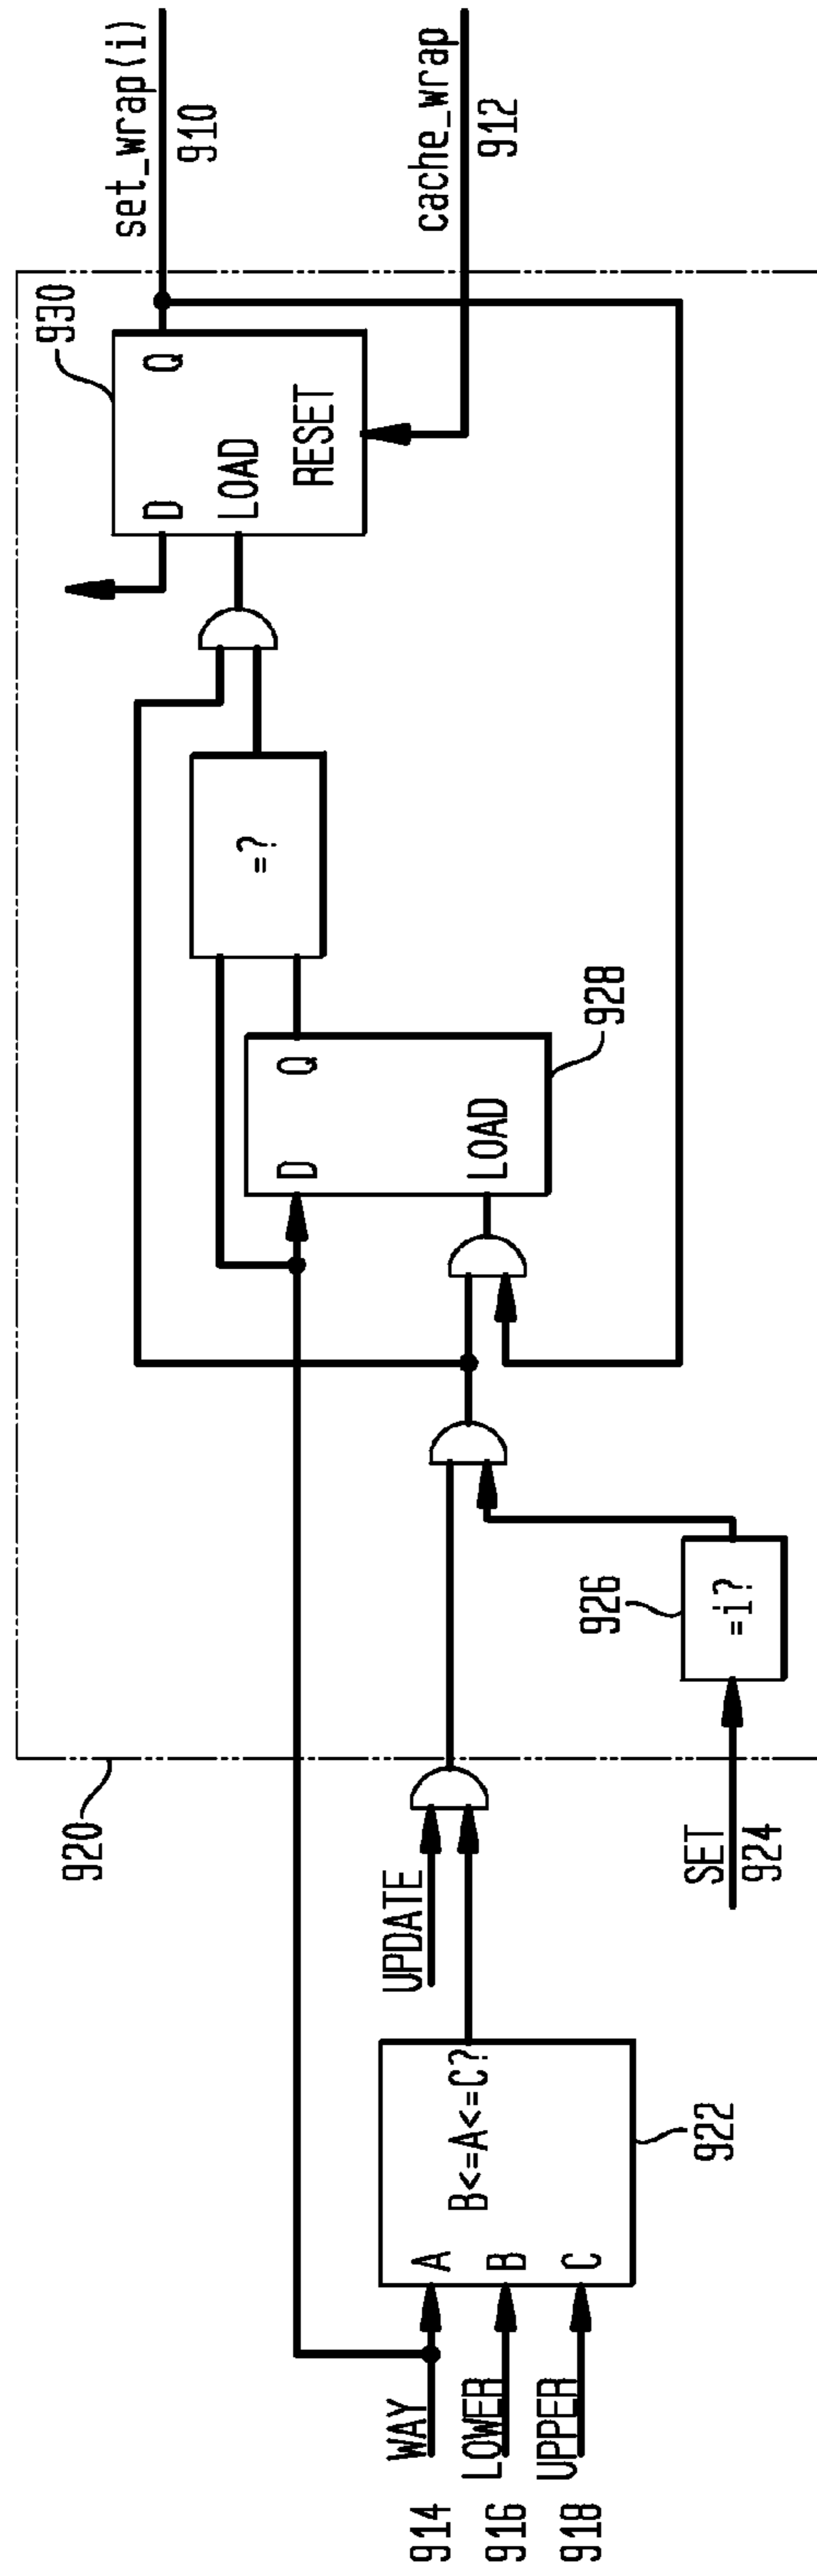 set_wrap(i)
910
cache_wrap
912
930
D
Q
LOAD
RESET
=?
D
Q
LOAD
928
=i?
926
920
UPDATE
SET
924
A
B
C
B<=A<=C?
922
WAY
914
LOWER
916
UPPER
918